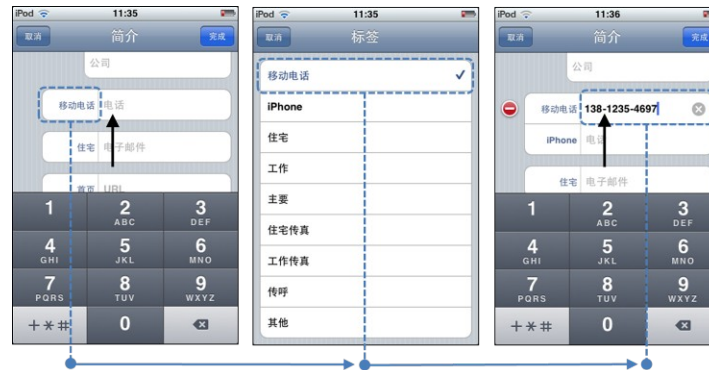 iPod 11:35
取消 简介 完成
公司
移动电话 电话
住宅 电子邮件
首页 URL
1 2 ABC 3 DEF
4 GHI 5 JKL 6 MNO
7 PQRS 8 TUV 9 WXYZ
+*# 0
iPod 11:35
取消 标签
移动电话
iPhone
住宅
工作
主要
住宅传真
工作传真
传呼
其他
iPod 11:36
取消 简介 完成
公司
移动电话 138-1235-4697
iPhone 电话
住宅 电子邮件
1 2 ABC 3 DEF
4 GHI 5 JKL 6 MNO
7 PQRS 8 TUV 9 WXYZ
+*# 0